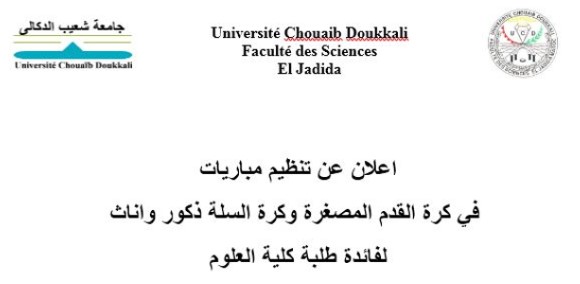 جامعة شعيب الدكالي
Université Chouaib Doukkali
Université Chouaib Doukkali
Faculté des Sciences
El Jadida
اعلان عن تنظيم مباريات
في كرة القدم المصغرة وكرة السلة ذكور واناث
لفائدة طلبة كلية العلوم